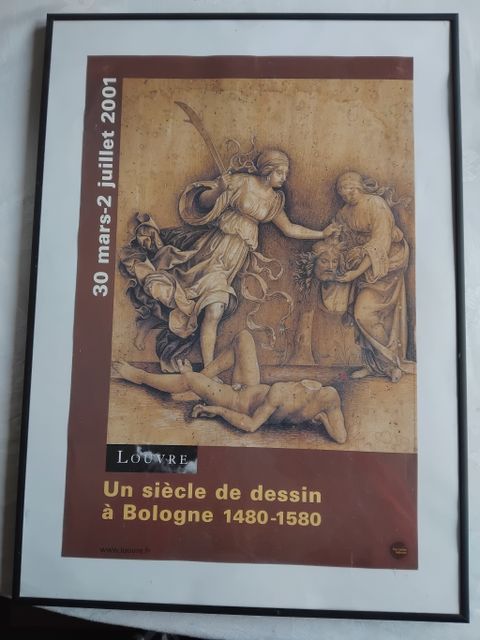 30 mars-2 juillet 2001
LOUVRE
Un siècle de dessin
à Bologne 1480-1580
www.louvre.fr